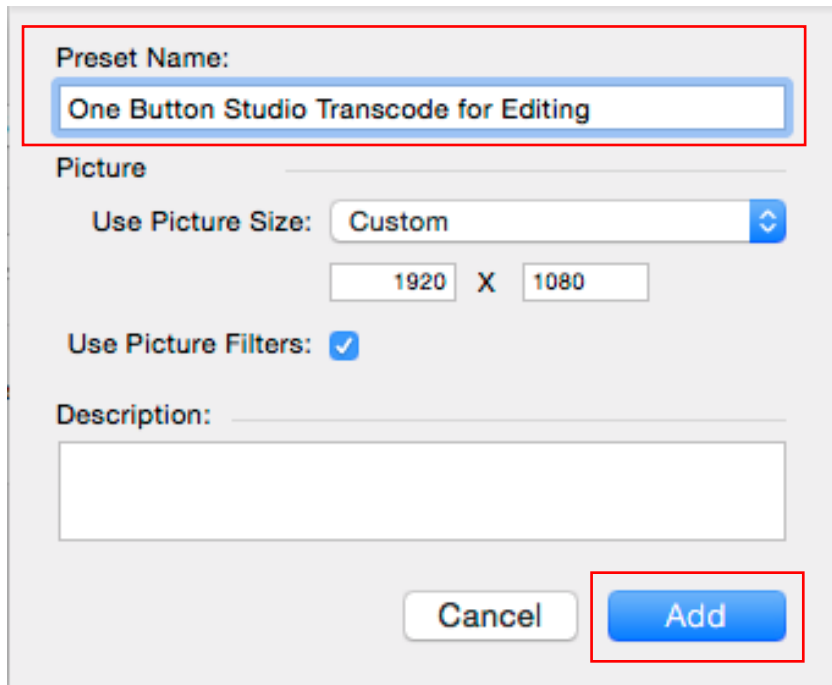 Preset Name:
One Button Studio Transcode for Editing
Picture
Use Picture Size: Custom
1920 X 1080
Use Picture Filters:
Description:
Cancel Add